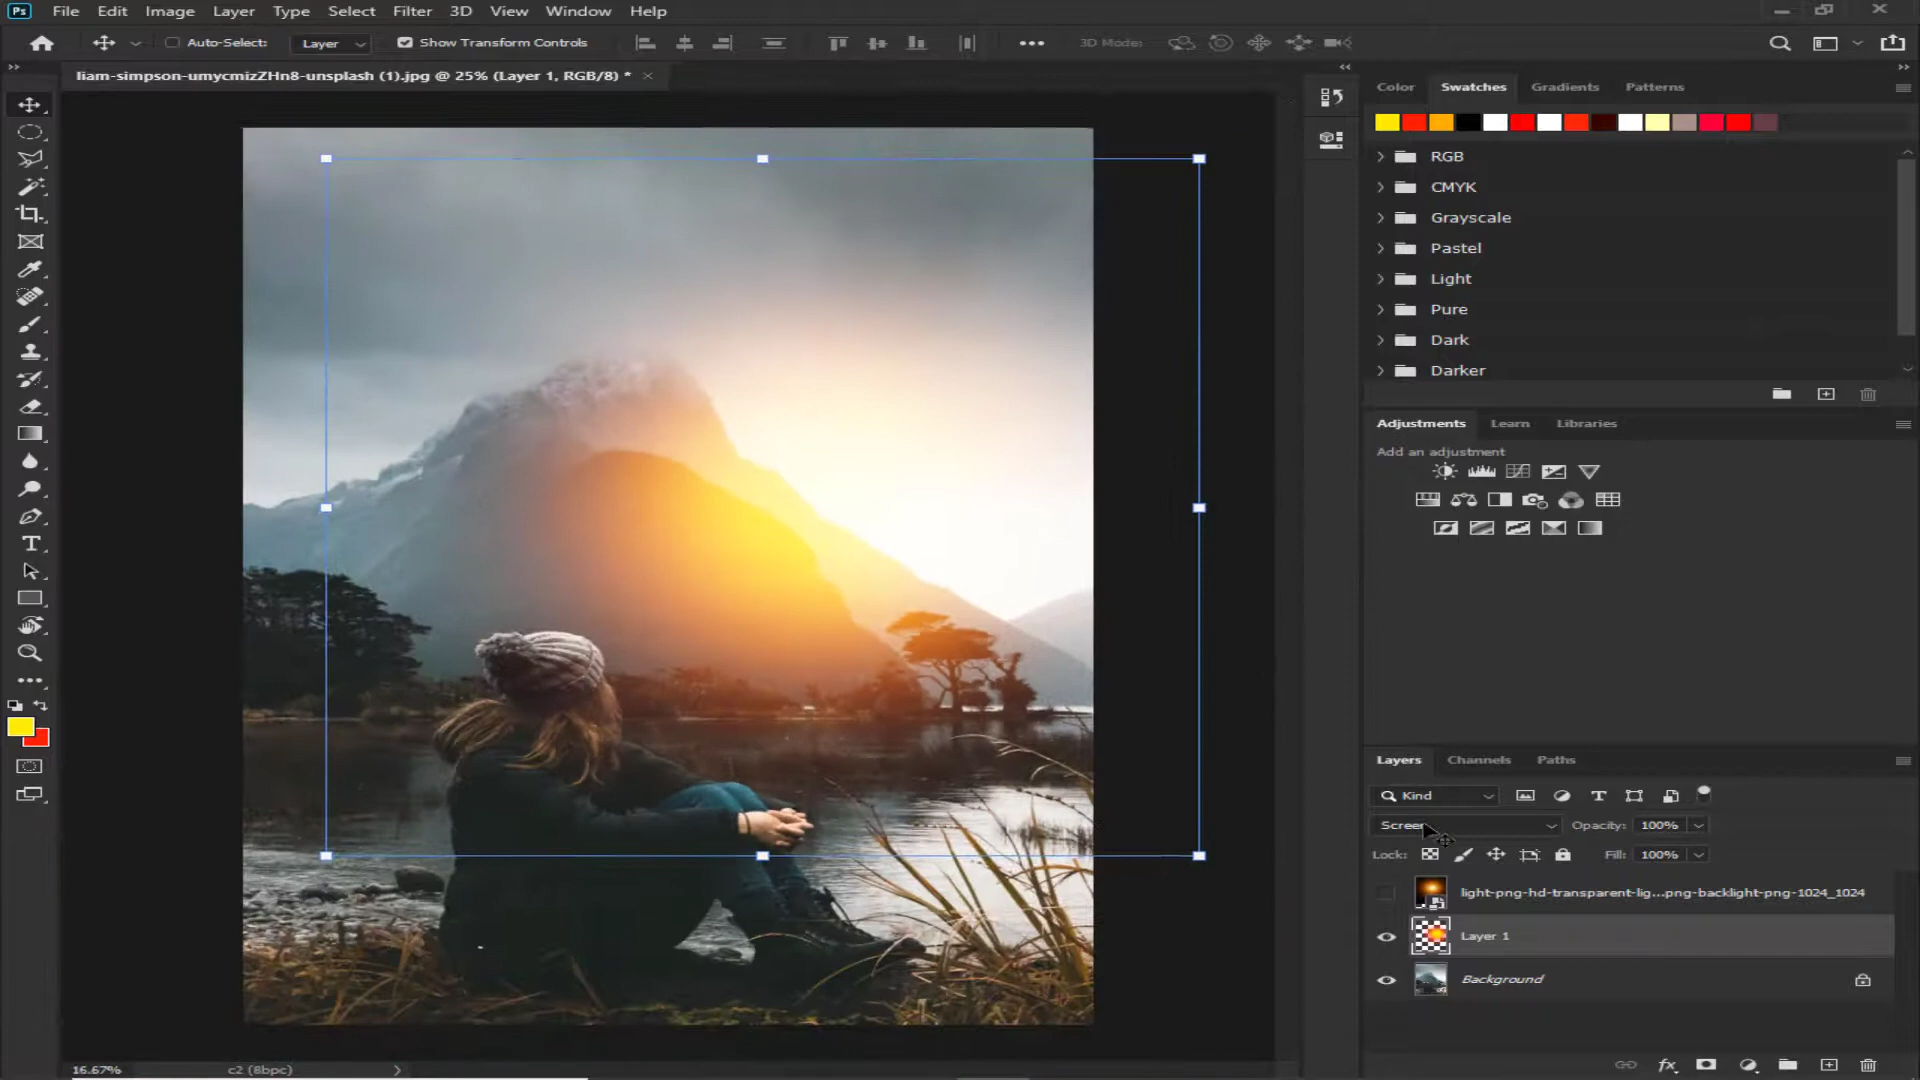 Ps File Edit Image Layer Type Select Filter 3D View Window Help
Auto-Select: Layer Show Transform Controls 3D Mode:
liam-simpson-umycmizZHn8-unsplash (1).jpg @ 25% (Layer 1, RGB/8) *
Color Swatches Gradients Patterns
RGB
CMYK
Grayscale
Pastel
Light
Pure
Dark
Darker
Adjustments Learn Libraries
Add an adjustment
Layers Channels Paths
Kind
Screen Opacity: 100%
Lock: Fill: 100%
light-png-hd-transparent-lig...png-backlight-png-1024_1024
Layer 1
Background
16.67% c2 (8bpc)